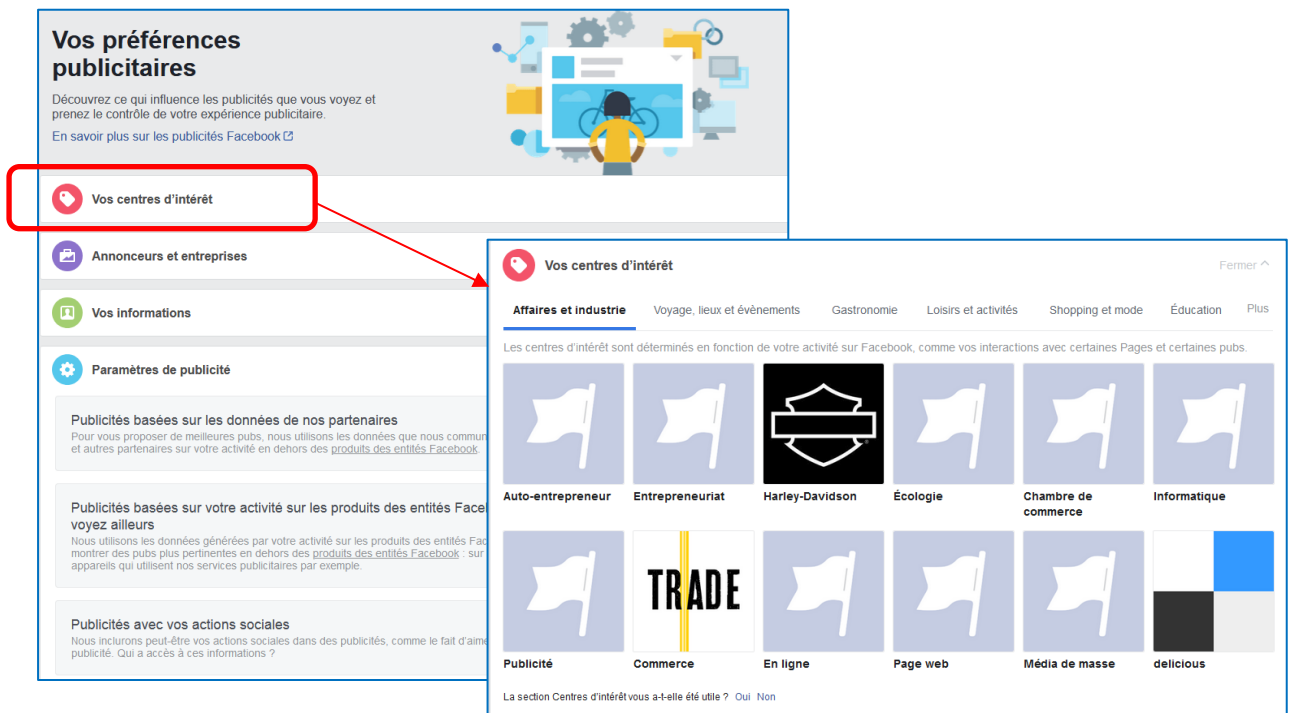 Vos préférences
publicitaires
Découvrez ce qui influence les publicités que vous voyez et
prenez le contrôle de votre expérience publicitaire.
En savoir plus sur les publicités Facebook
Vos centres d'intérêt
Annonceurs et entreprises
Vos informations
Paramètres de publicité
Publicités basées sur les données de nos partenaires
Pour vous proposer de meilleures pubs, nous utilisons les données que nous commun
et autres partenaires sur votre activité en dehors des produits des entités Facebook.
Publicités basées sur votre activité sur les produits des entités Facel
voyez ailleurs
Nous utilisons les données générées par votre activité sur les produits des entités Fac
montrer des pubs plus pertinentes en dehors des produits des entités Facebook : sur
appareils qui utilisent nos services publicitaires par exemple.
Publicités avec vos actions sociales
Nous inclurons peut-être vos actions sociales dans des publicités, comme le fait d'aime
publicité. Qui a accès à ces informations ?
Vos centres d'intérêt
Fermer
Affaires et industrie Voyage, lieux et évènements Gastronomie Loisirs et activités Shopping et mode Éducation Plus
Les centres d'intérêt sont déterminés en fonction de votre activité sur Facebook, comme vos interactions avec certaines Pages et certaines pubs.
Auto-entrepreneur Entrepreneuriat Harley-Davidson Écologie Chambre de Informatique
commerce
TRADE
Publicité Commerce En ligne Page web Média de masse delicious
La section Centres d'intérêt vous a-t-elle été utile ? Oui Non